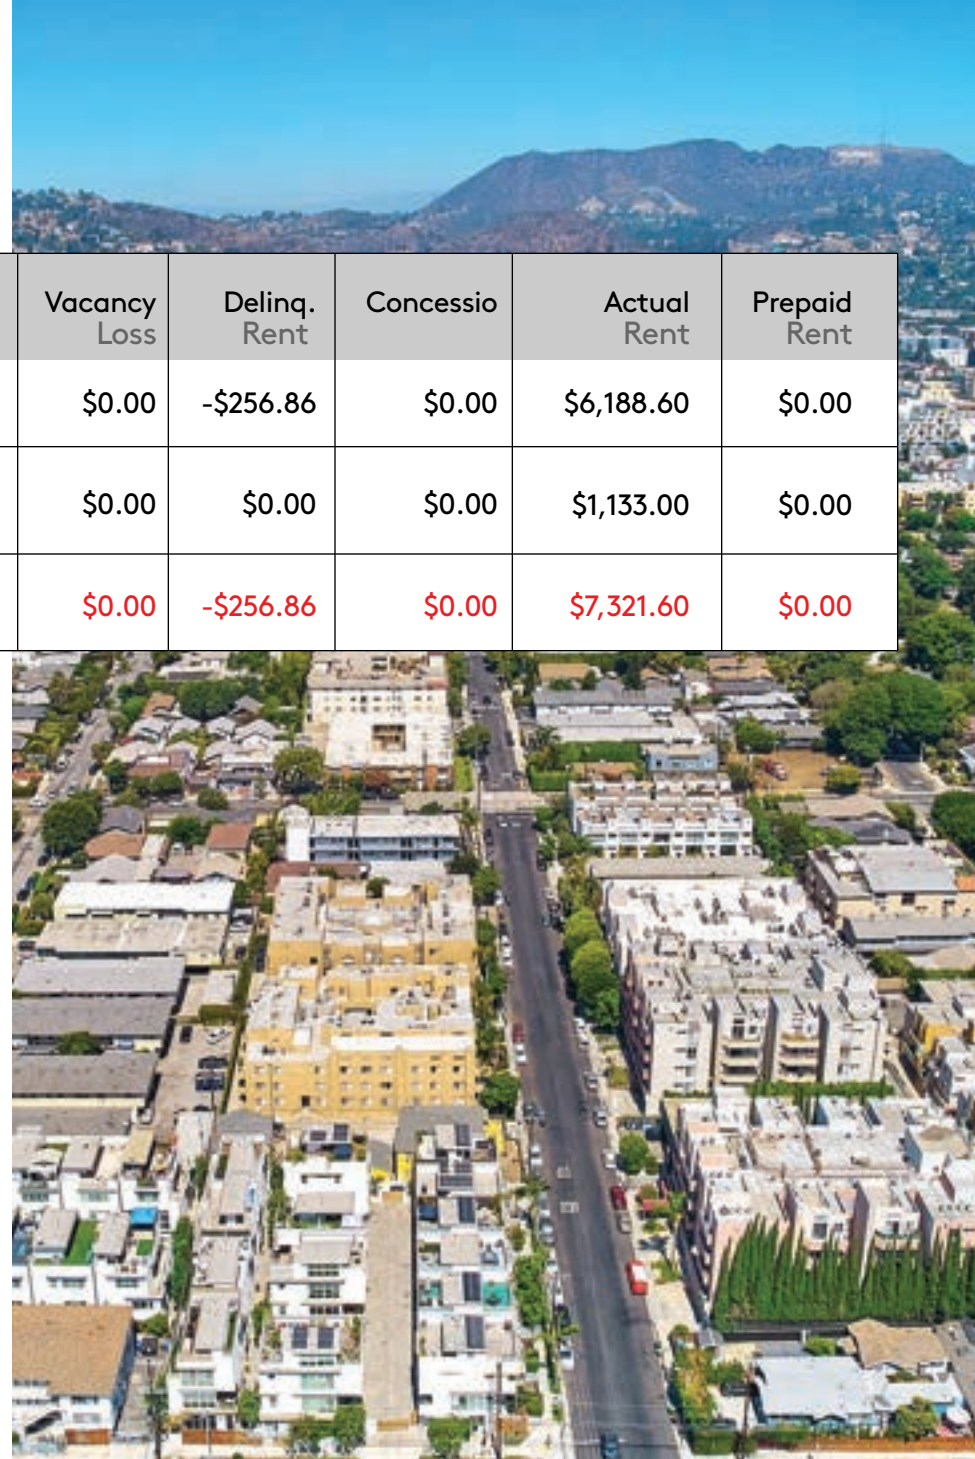 Vacancy Delinq. Concessio Actual Prepaid
Loss Rent Rent Rent
$0.00 -$256.86 $0.00 $6,188.60 $0.00
$0.00 $0.00 $0.00 $1,133.00 $0.00
$0.00 -$256.86 $0.00 $7,321.60 $0.00